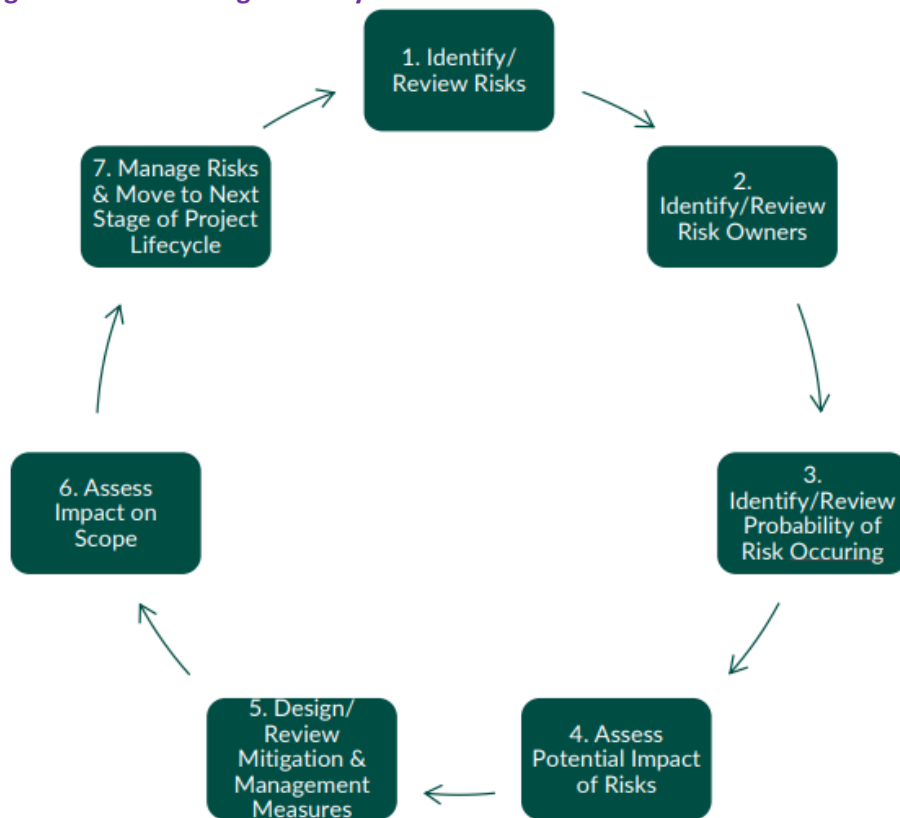 1. Identify/
Review Risks
2.
Identify/Review
Risk Owners
3.
Identify/Review
Probability of
Risk Occuring
4. Assess
Potential Impact
of Risks
5. Design/
Review
Mitigation &
Management
Measures
6. Assess
Impact on
Scope
7. Manage Risks
& Move to Next
Stage of Project
Lifecycle